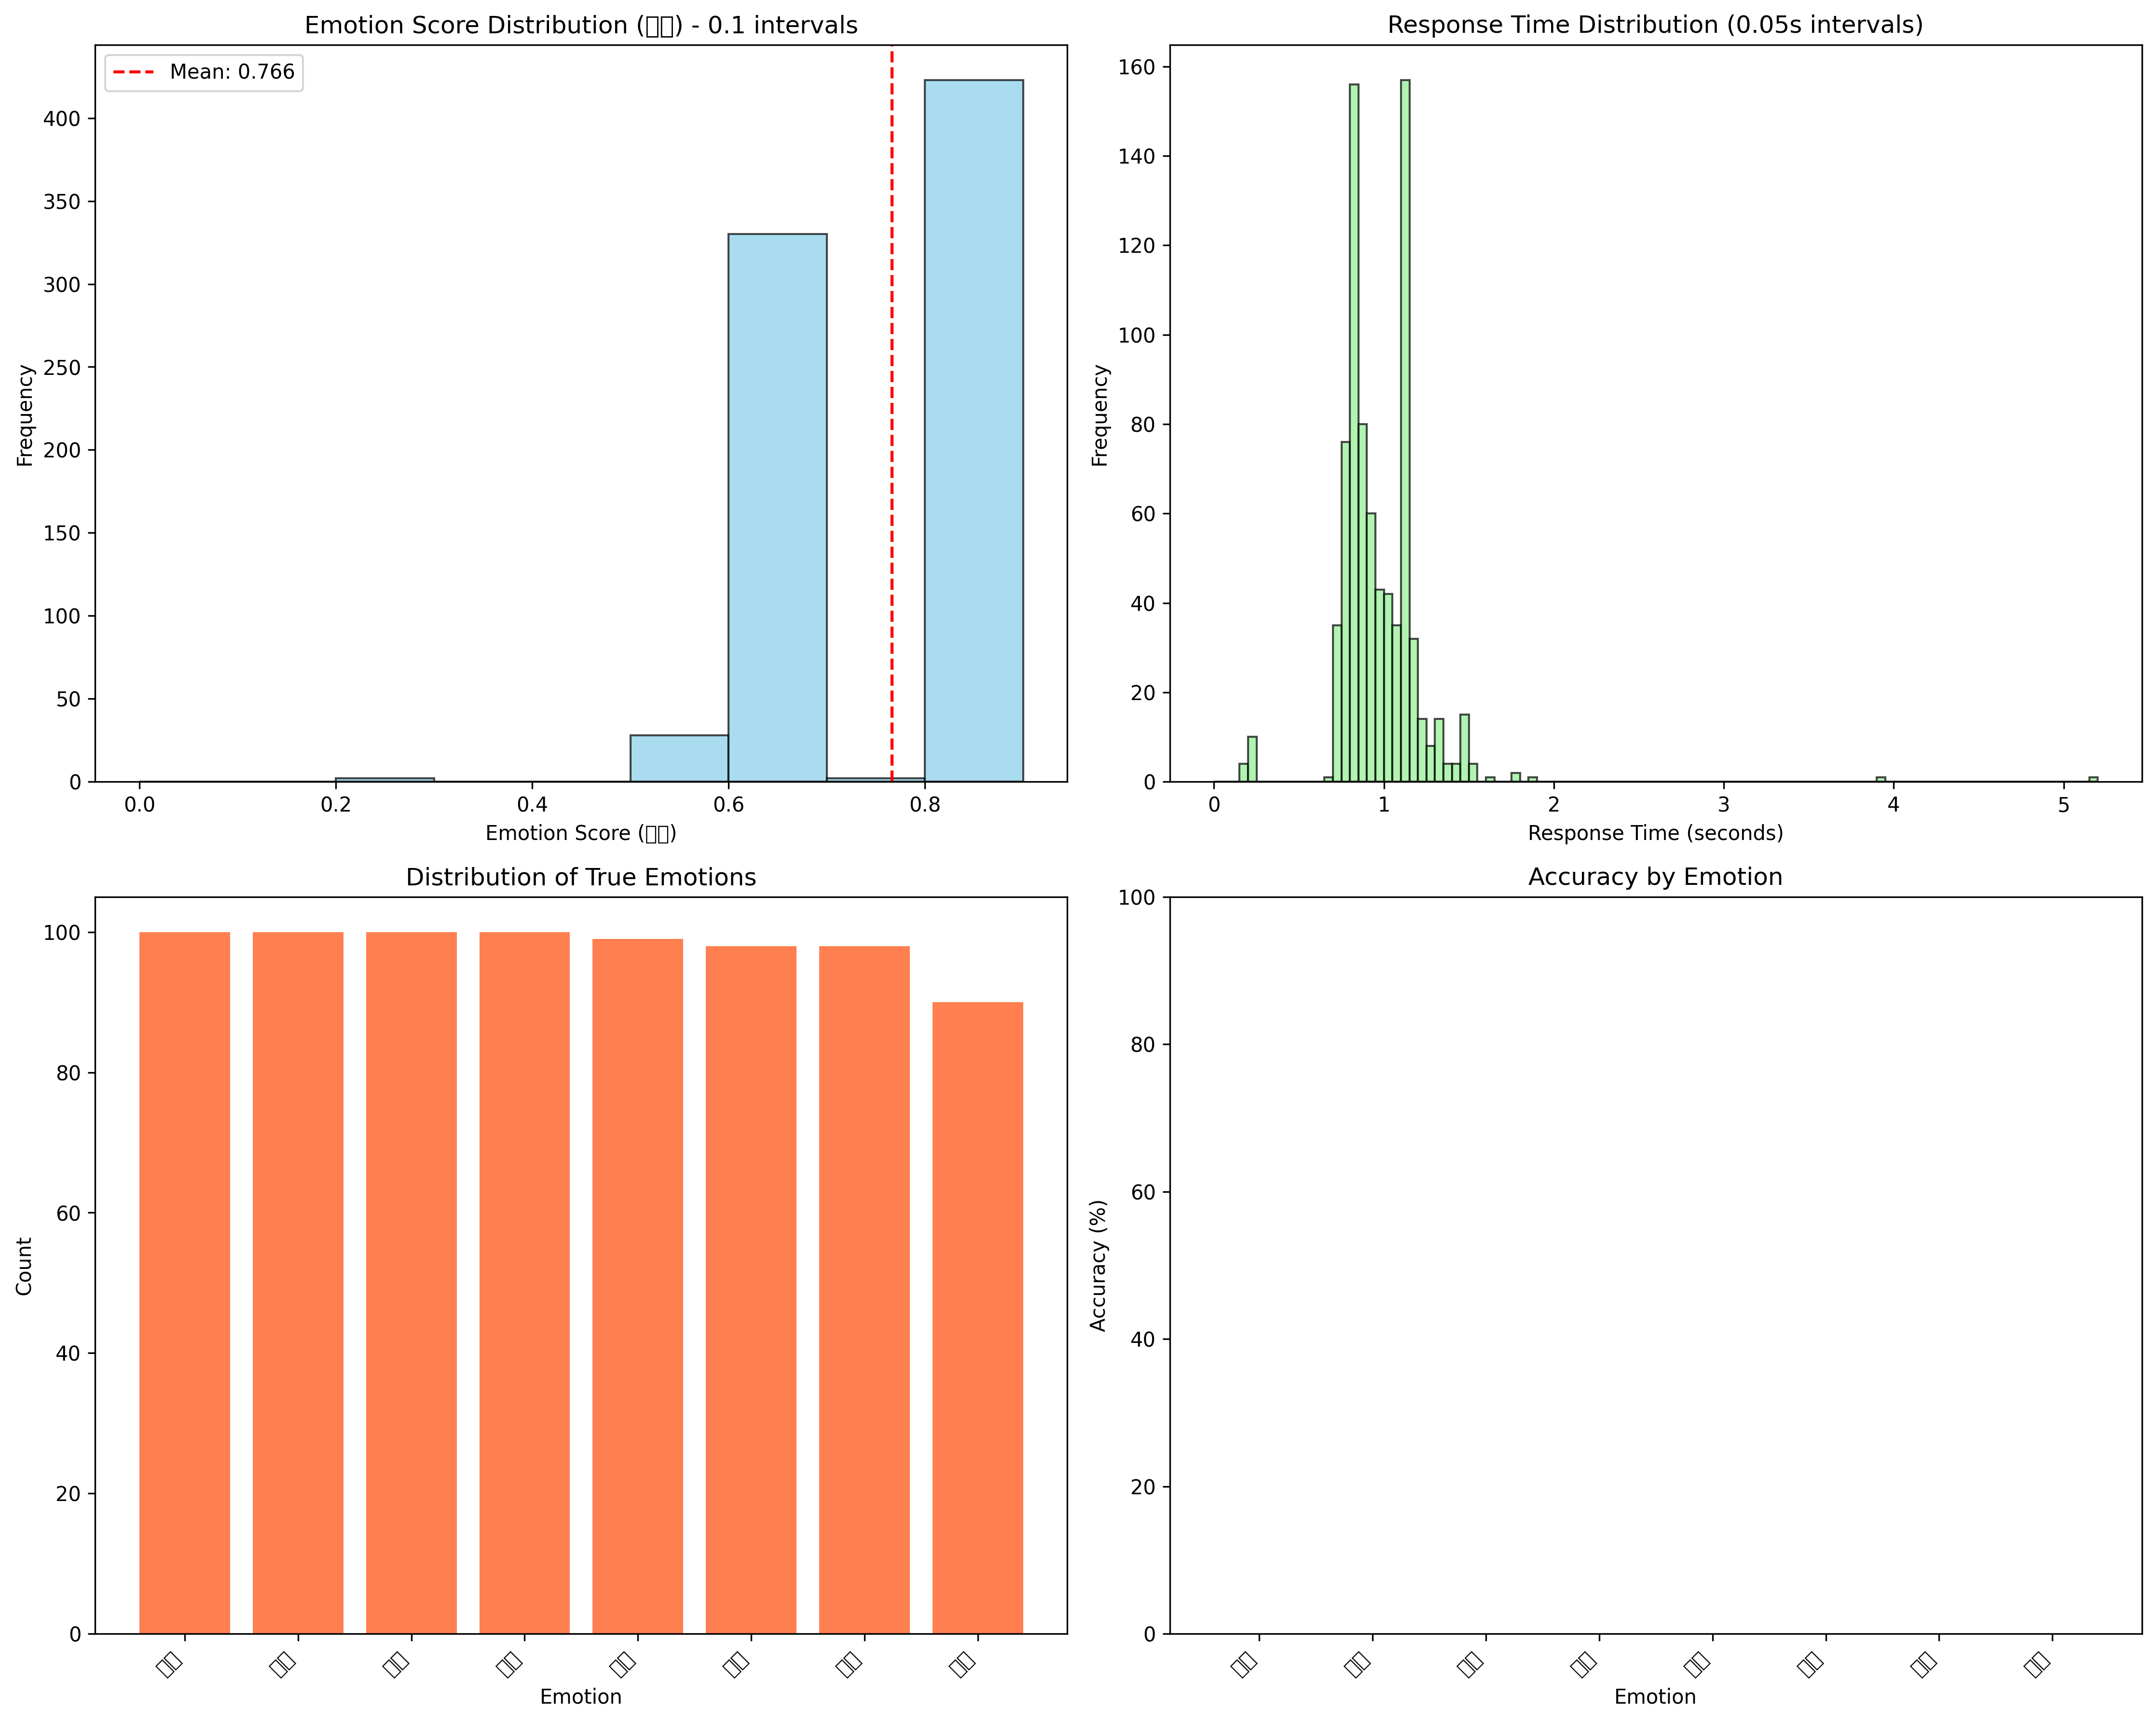 Emotion Score Distribution () - 0.1 intervals
Mean: 0.766
Frequency
400
350
300
250
200
150
100
50
0
0.0 0.2 0.4 0.6 0.8
Emotion Score ()
Response Time Distribution (0.05s intervals)
Frequency
160
140
120
100
80
60
40
20
0
0 1 2 3 4 5
Response Time (seconds)
Distribution of True Emotions
Count
100
80
60
40
20
0
Emotion
Accuracy by Emotion
Accuracy (%)
100
80
60
40
20
0
Emotion